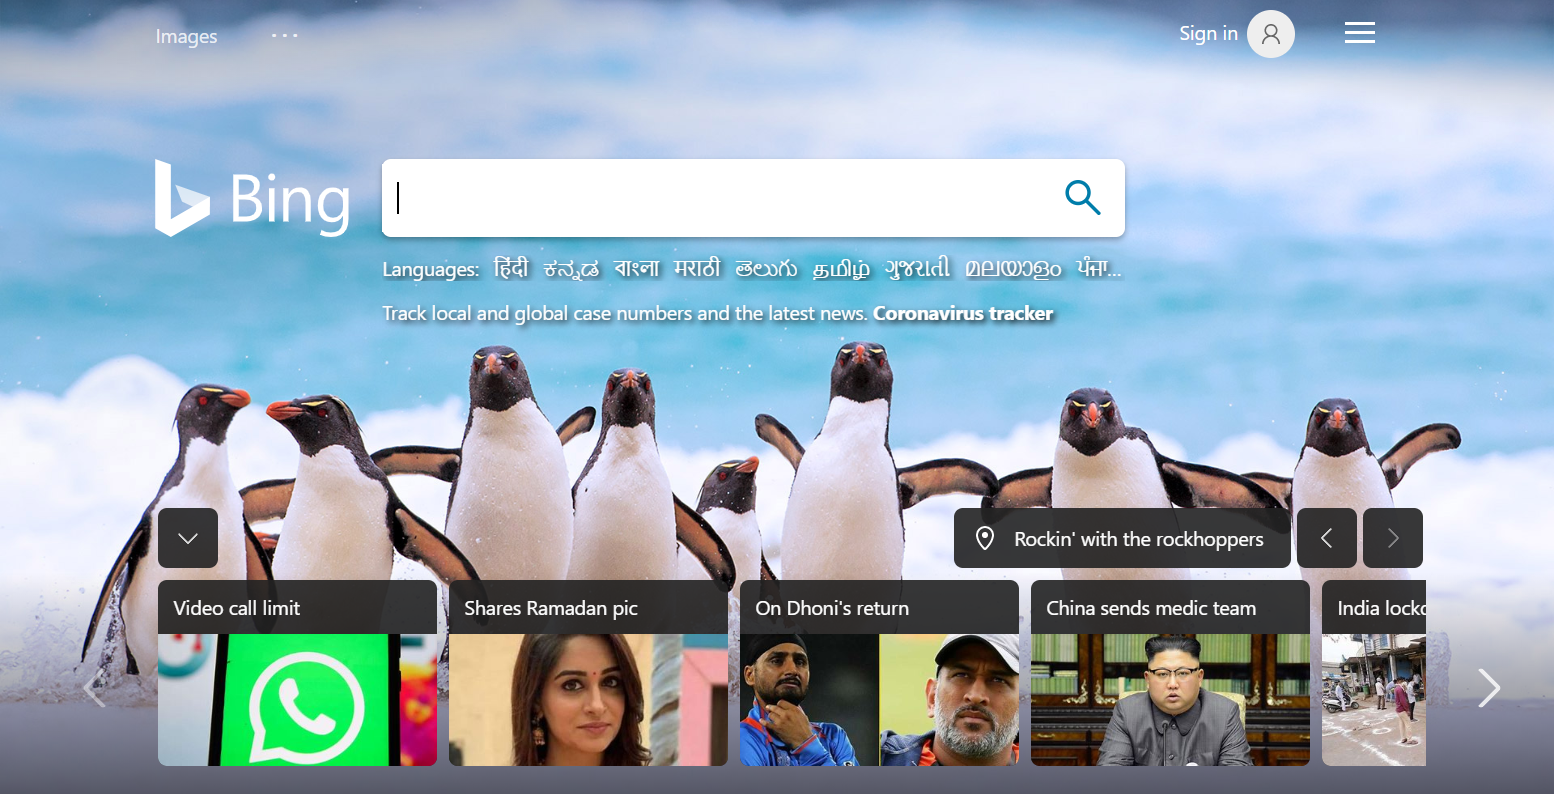 Images ...
Sign in
Bing
Languages: हिंदी ಕನ್ನಡ বাংলা मराठी తెలుగు தமிழ் ગુજરાતી മലയാളം ਪੰਜਾ...
Track local and global case numbers and the latest news. Coronavirus tracker
Rockin' with the rockhoppers
Video call limit
Shares Ramadan pic
On Dhoni's return
China sends medic team
India lockd